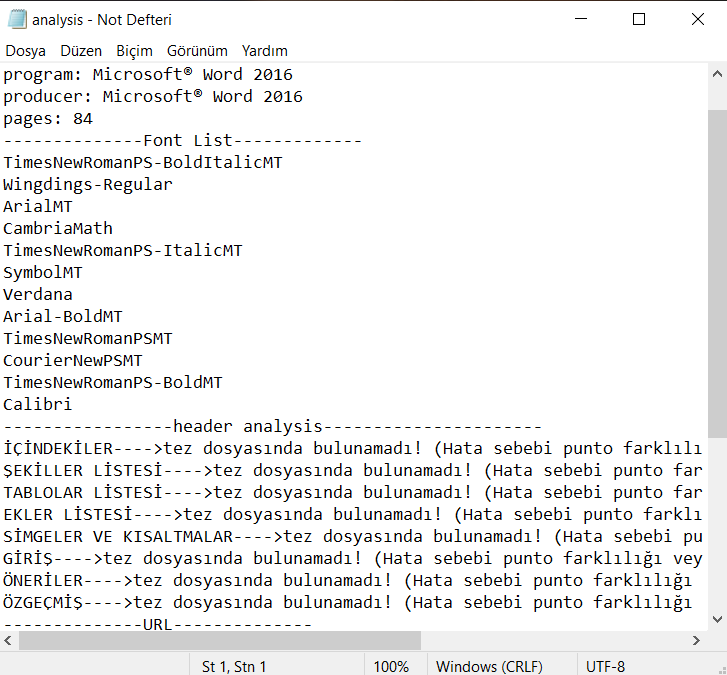 analysis - Not Defteri
Dosya Düzen Biçim Görünüm Yardım
program: Microsoft® Word 2016
producer: Microsoft® Word 2016
pages: 84
--------------Font List-------------
TimesNewRomanPS-BoldItalicMT
Wingdings-Regular
ArialMT
CambriaMath
TimesNewRomanPS-ItalicMT
SymbolMT
Verdana
Arial-BoldMT
TimesNewRomanPSMT
CourierNewPSMT
TimesNewRomanPS-BoldMT
Calibri
-----------------header analysis----------------------
İÇİNDEKİLER---->tez dosyasında bulunamadı! (Hata sebebi punto farklılı
ŞEKİLLER LİSTESİ---->tez dosyasında bulunamadı! (Hata sebebi punto far
TABLOLAR LİSTESİ---->tez dosyasında bulunamadı! (Hata sebebi punto far
EKLER LİSTESİ---->tez dosyasında bulunamadı! (Hata sebebi punto farklı
SİMGELER VE KISALTMALAR---->tez dosyasında bulunamadı! (Hata sebebi pu
GİRİŞ---->tez dosyasında bulunamadı! (Hata sebebi punto farklılığı vey
ÖNERİLER---->tez dosyasında bulunamadı! (Hata sebebi punto farklılığı
ÖZGEÇMİŞ---->tez dosyasında bulunamadı! (Hata sebebi punto farklılığı
--------------URL--------------
St 1, Stn 1 100% Windows (CRLF) UTF-8